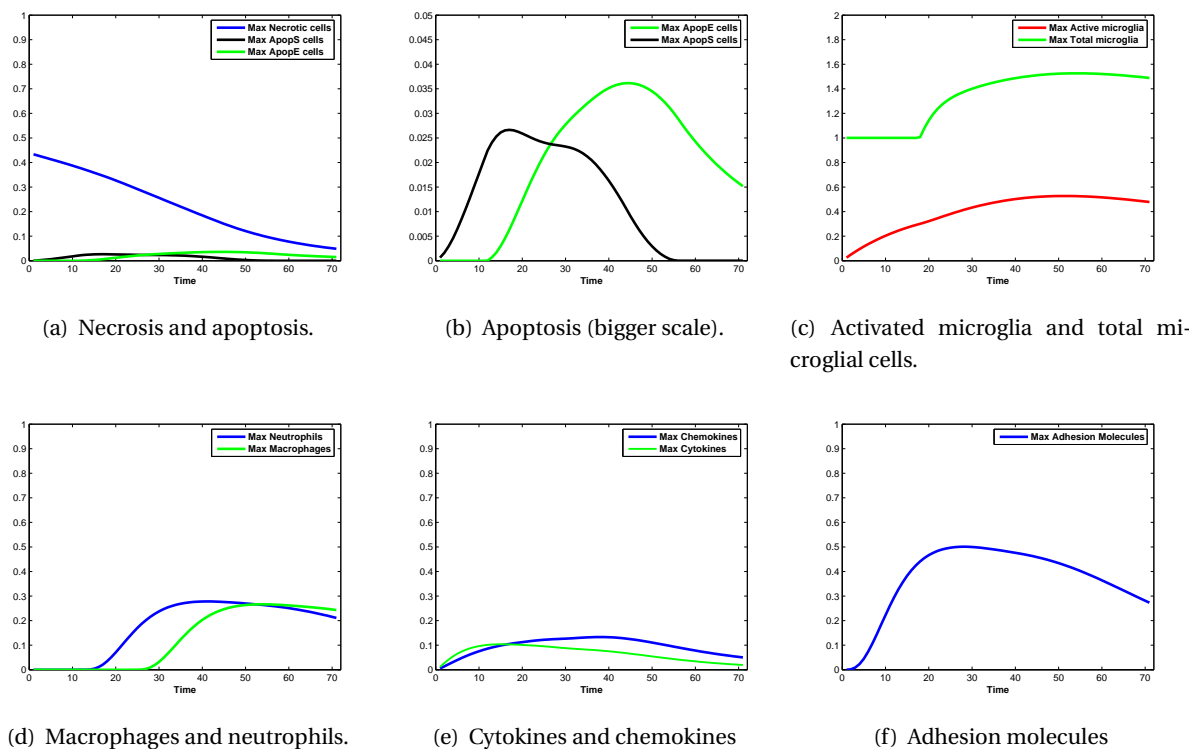 1
0.9
0.8
0.7
0.6
0.5
0.4
0.3
0.2
0.1
0
0 10 20 30 40 50 60 70
Time
Max Necrotic cells
Max ApopS cells
Max ApopE cells
(a) Necrosis and apoptosis.
0.05
0.045
0.04
0.035
0.03
0.025
0.02
0.015
0.01
0.005
0
0 10 20 30 40 50 60 70
Time
Max ApopE cells
Max ApopS cells
(b) Apoptosis (bigger scale).
2
1.8
1.6
1.4
1.2
1
0.8
0.6
0.4
0.2
0
0 10 20 30 40 50 60 70
Time
Max Active microglia
Max Total microglia
(c) Activated microglia and total mi-
croglial cells.
1
0.9
0.8
0.7
0.6
0.5
0.4
0.3
0.2
0.1
0
0 10 20 30 40 50 60 70
Time
Max Neutrophils
Max Macrophages
(d) Macrophages and neutrophils.
1
0.9
0.8
0.7
0.6
0.5
0.4
0.3
0.2
0.1
0
0 10 20 30 40 50 60 70
Time
Max Chemokines
Max Cytokines
(e) Cytokines and chemokines
1
0.9
0.8
0.7
0.6
0.5
0.4
0.3
0.2
0.1
0
0 10 20 30 40 50 60 70
Time
Max Adhesion Molecules
(f) Adhesion molecules